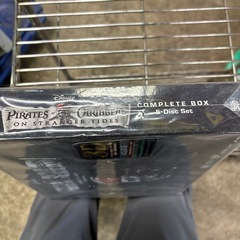 DISNEY
PIRATES OF THE CARIBBEAN
ON STRANGER TIDES
COMPLETE BOX
5-Disc Set